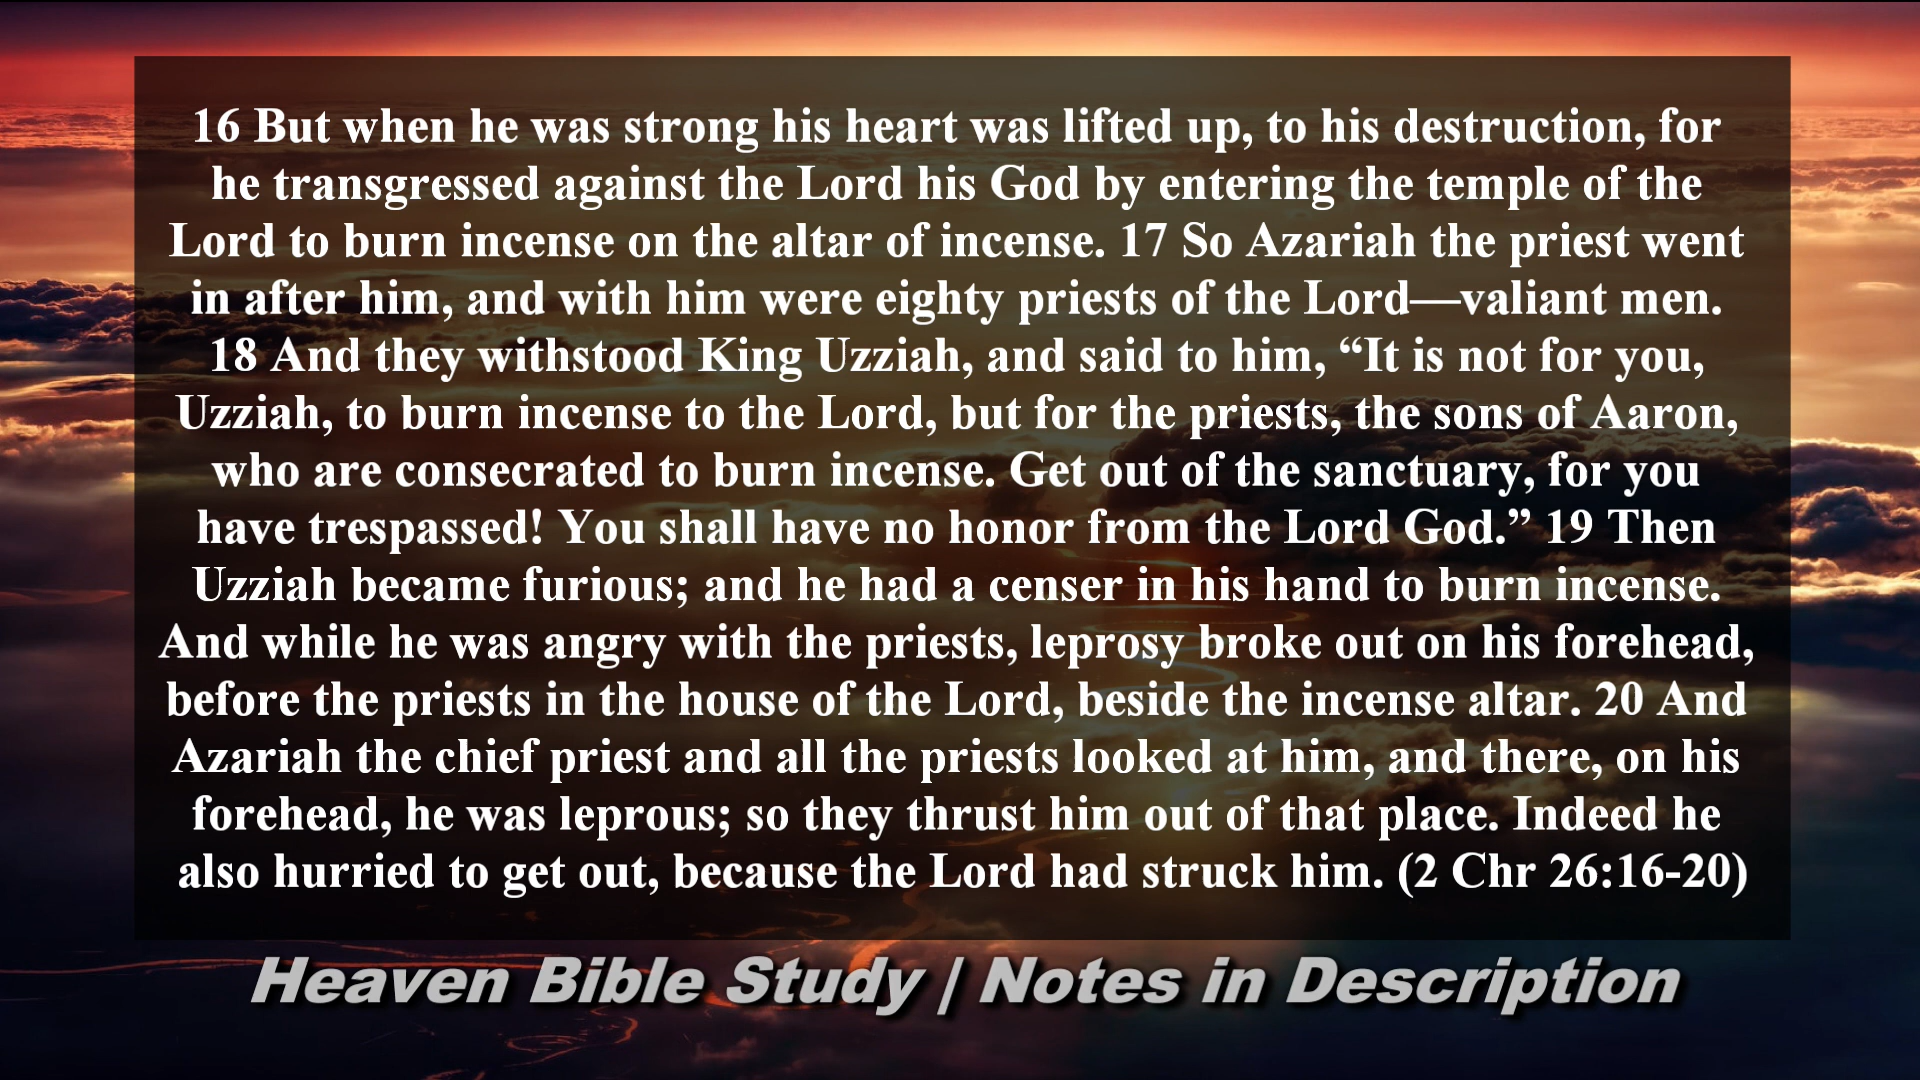 16 But when he was strong his heart was lifted up, to his destruction, for
he transgressed against the Lord his God by entering the temple of the
Lord to burn incense on the altar of incense. 17 So Azariah the priest went
in after him, and with him were eighty priests of the Lord—valiant men.
18 And they withstood King Uzziah, and said to him, “It is not for you,
Uzziah, to burn incense to the Lord, but for the priests, the sons of Aaron,
who are consecrated to burn incense. Get out of the sanctuary, for you
have trespassed! You shall have no honor from the Lord God.” 19 Then
Uzziah became furious; and he had a censer in his hand to burn incense.
And while he was angry with the priests, leprosy broke out on his forehead,
before the priests in the house of the Lord, beside the incense altar. 20 And
Azariah the chief priest and all the priests looked at him, and there, on his
forehead, he was leprous; so they thrust him out of that place. Indeed he
also hurried to get out, because the Lord had struck him. (2 Chr 26:16-20)
Heaven Bible Study | Notes in Description